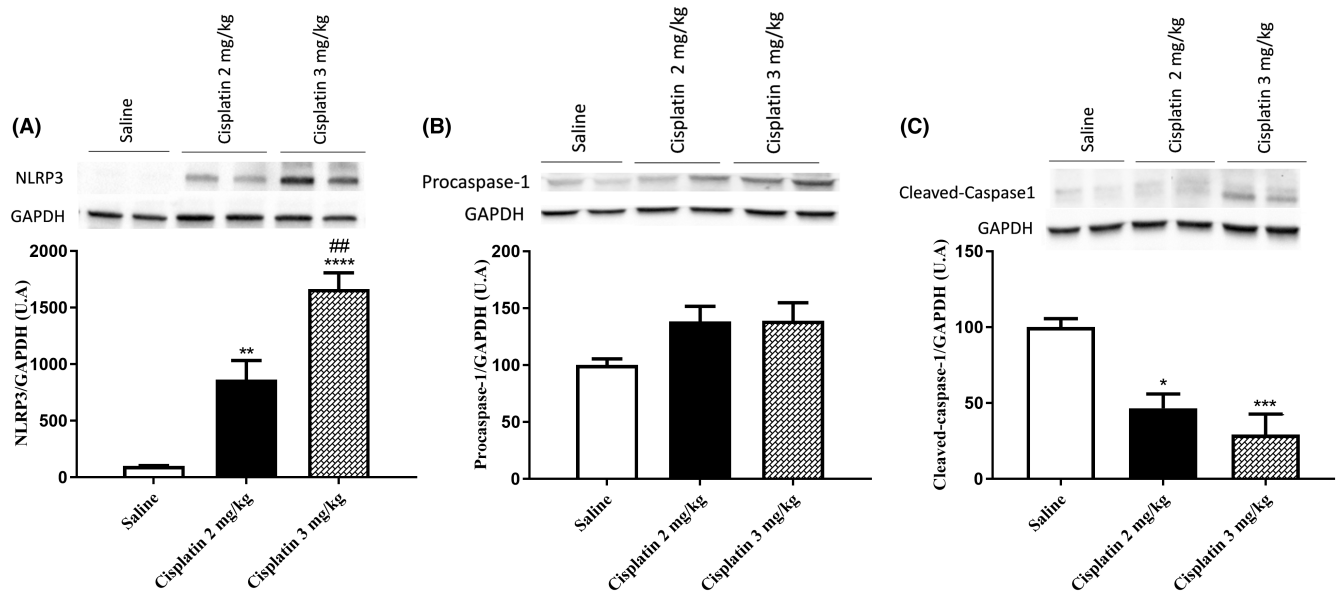 (A)
Saline
Cisplatin 2 mg/kg
Cisplatin 3 mg/kg
NLRP3
GAPDH
NLRP3/GAPDH (U.A)
2000
1500
1000
500
0
**
##
****
Saline
Cisplatin 2 mg/kg
Cisplatin 3 mg/kg
(B)
Saline
Cisplatin 2 mg/kg
Cisplatin 3 mg/kg
Procaspase-1
GAPDH
Procaspase-1/GAPDH (U.A)
200
150
100
50
0
Saline
Cisplatin 2 mg/kg
Cisplatin 3 mg/kg
(C)
Saline
Cisplatin 2 mg/kg
Cisplatin 3 mg/kg
Cleaved-Caspase1
GAPDH
Cleaved-caspase-1/GAPDH (U.A)
150
100
50
0
*
***
Saline
Cisplatin 2 mg/kg
Cisplatin 3 mg/kg